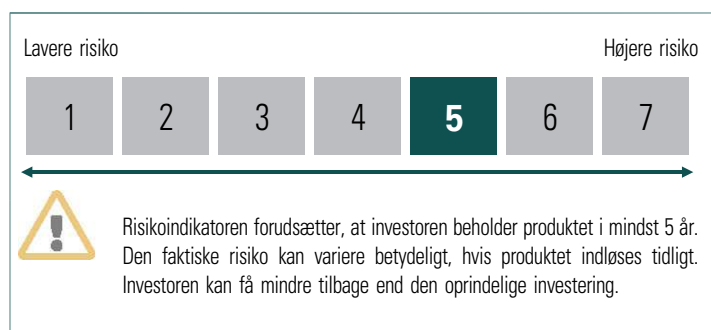 Lavere risiko Højere risiko
1 2 3 4 5 6 7
Risikoindikatoren forudsætter, at investoren beholder produktet i mindst 5 år.
Den faktiske risiko kan variere betydeligt, hvis produktet indløses tidligt.
Investoren kan få mindre tilbage end den oprindelige investering.